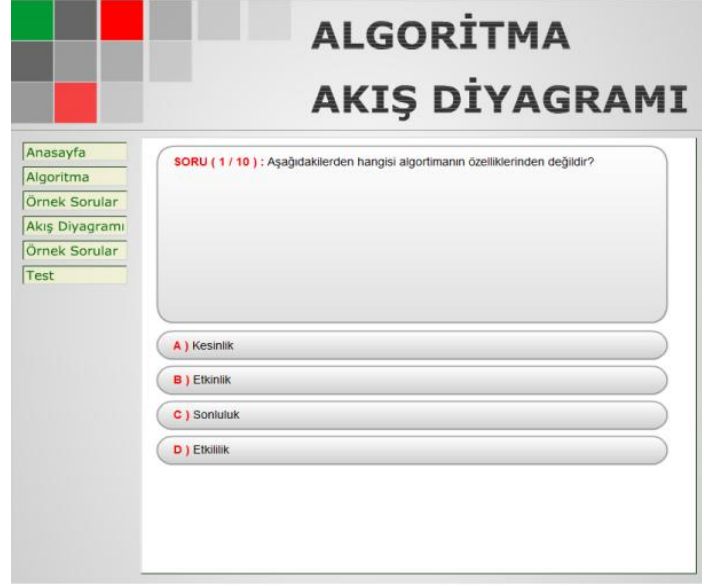 ALGORİTMA
AKIŞ DİYAGRAMI
Anasayfa
Algoritma
Örnek Sorular
Akış Diyagramı
Örnek Sorular
Test
SORU ( 1 / 10 ) : Aşağıdakilerden hangisi algortimanın özelliklerinden değildir?
A ) Kesinlik
B ) Etkinlik
C ) Sonluluk
D ) Etkililik